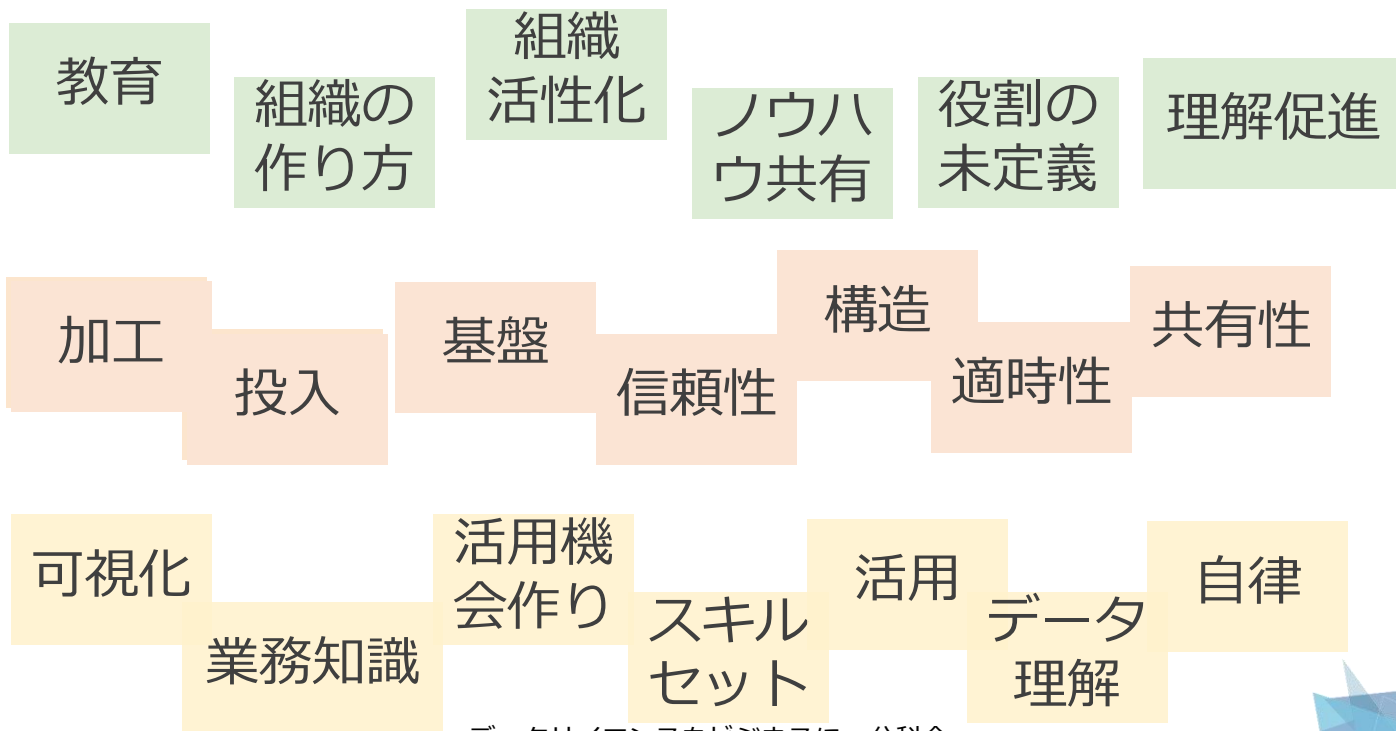 教育
組織の
作り方
組織
活性化
ノウハ
ウ共有
役割の
未定義
理解促進
加工
投入
基盤
信頼性
構造
適時性
共有性
可視化
業務知識
活用機
会作り
スキル
セット
活用
データ
理解
自律